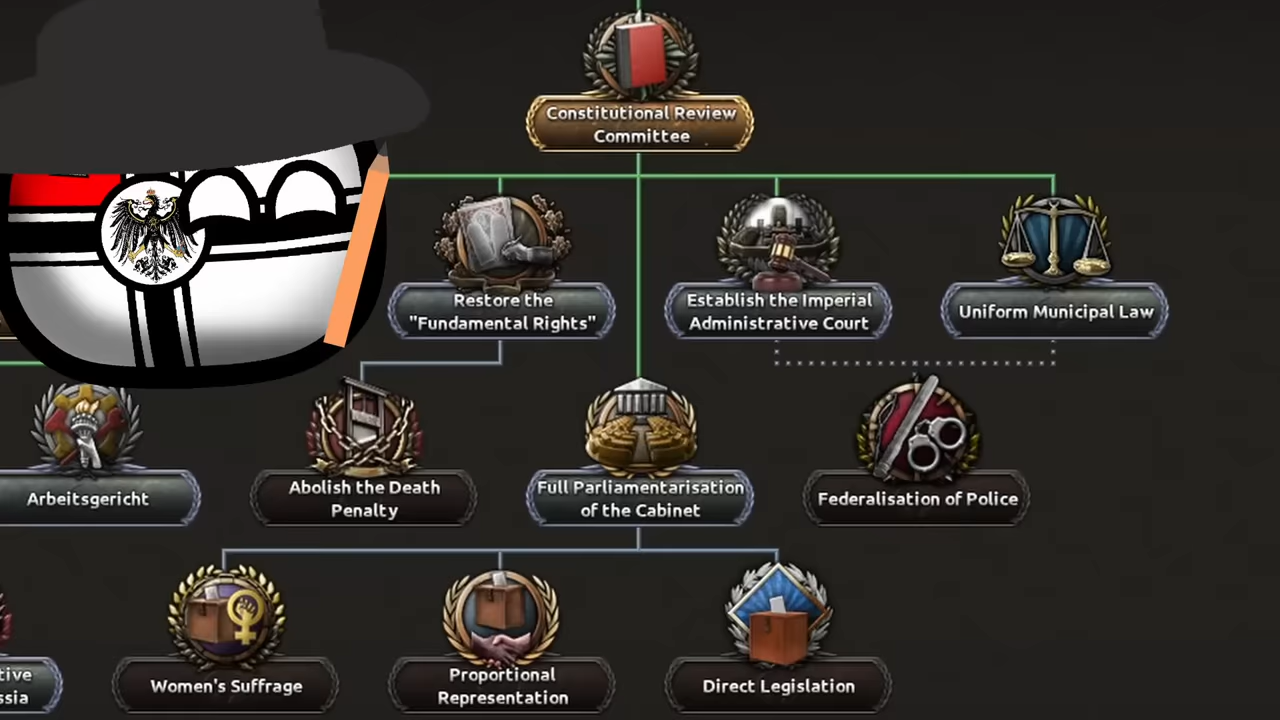 Constitutional Review
Committee
Restore the
"Fundamental Rights"
Establish the Imperial
Administrative Court
Uniform Municipal Law
Arbeitsgericht
Abolish the Death
Penalty
Full Parliamentarisation
of the Cabinet
Federalisation of Police
Women's Suffrage
Proportional
Representation
Direct Legislation